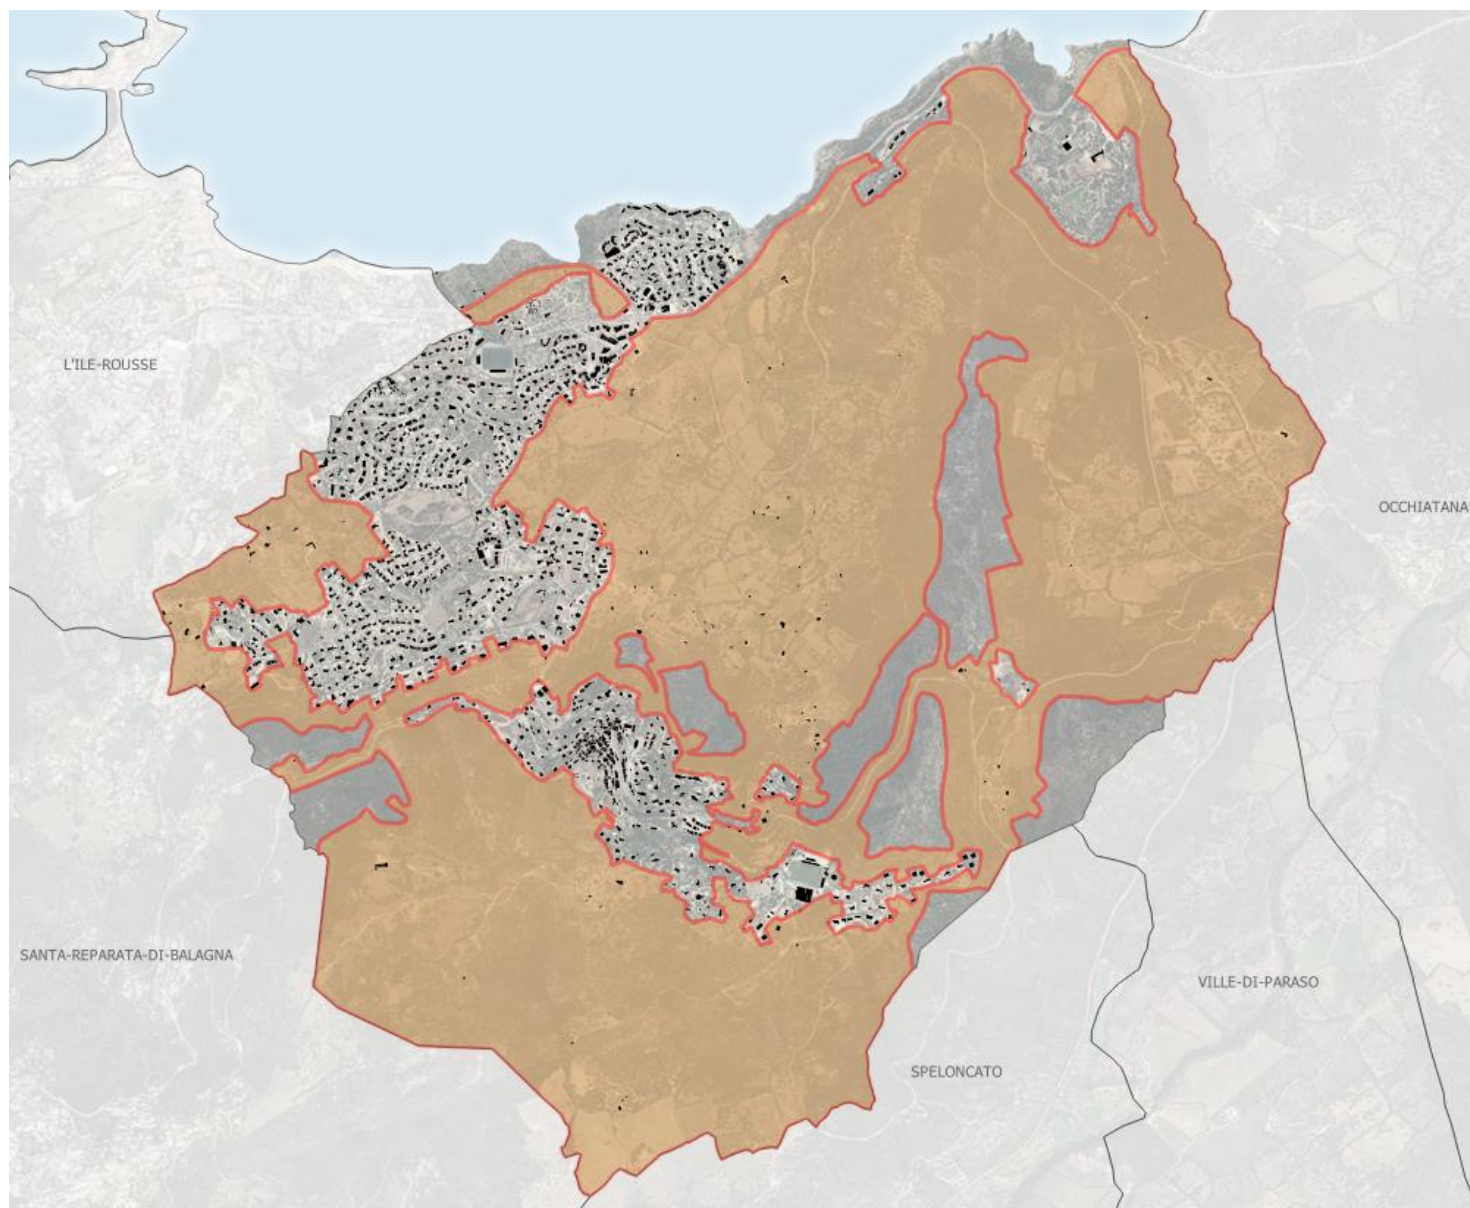 L'ILE-ROUSSE
OCCHIATANA
SANTA-REPARATA-DI-BALAGNA
VILLE-DI-PARASO
SPELONCATO